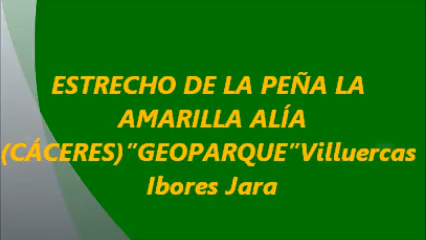 ESTRECHO DE LA PEÑA LA
AMARILLA ALÍA
(CÁCERES)"GEOPARQUE"Villuercas
Ibores Jara